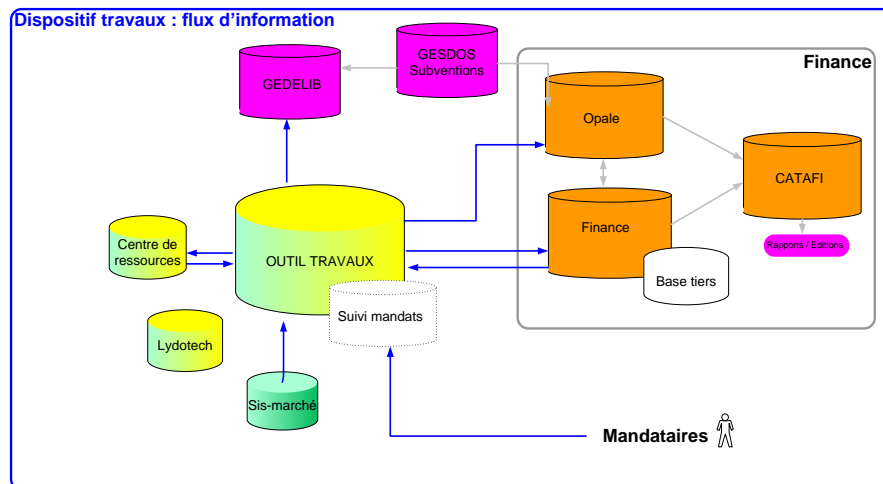 Dispositif travaux : flux d’information
GEDELIB
GESDOS
Subventions
Finance
Opale
CATAFI
Finance
Rapports / Editions
Base tiers
Centre de
ressources
OUTIL TRAVAUX
Suivi mandats
Lydotech
Sis-marché
Mandataires